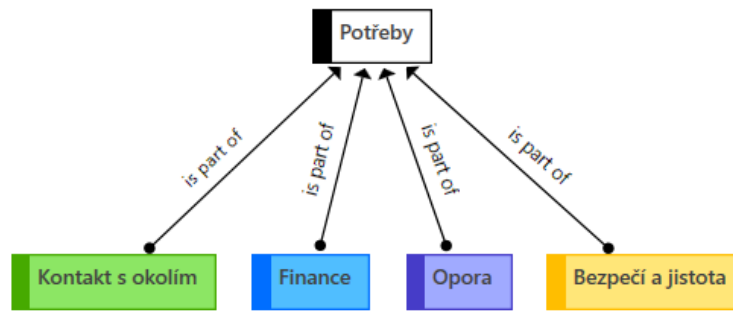 Potřeby
is part of
is part of
is part of
is part of
Kontakt s okolím
Finance
Opora
Bezpečí a jistota